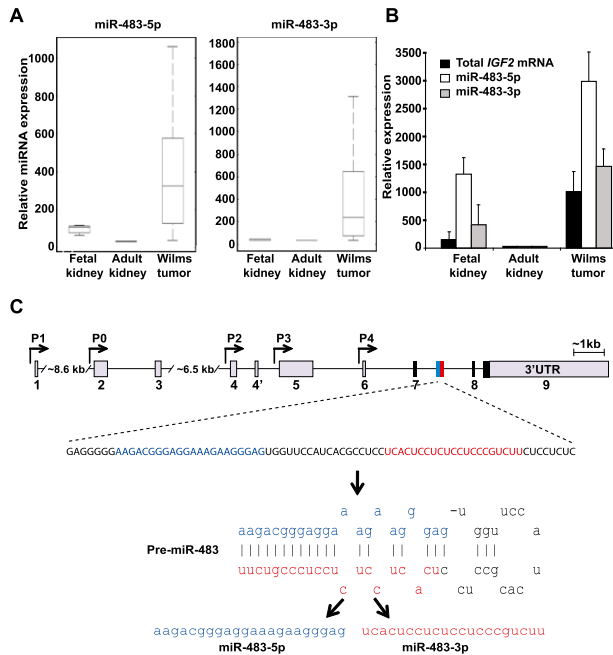 A
miR-483-5p
miR-483-3p
Relative miRNA expression
1000
800
600
400
200
0
1800
1600
1400
1200
1000
800
600
400
200
0
Fetal kidney
Adult kidney
Wilms tumor
Fetal kidney
Adult kidney
Wilms tumor
B
Total IGF2 mRNA
miR-483-5p
miR-483-3p
Relative expression
3500
3000
2500
2000
1500
1000
500
0
Fetal kidney
Adult kidney
Wilms tumor
C
P1 P0 P2 P3 P4 ~1kb
~8.6 kb ~6.5 kb 3'UTR
1 2 3 4 4' 5 6 7 8 9
GAGGGGGAAGACGGGAGGAAAGAAGGGAGUGGUUCCAUCACGCCUCCUCACUCCUCUCCUCCCGUCUUCUCCUCUC
a a g -u ucc
aagacgggagga ag ag gag ggu a
Pre-miR-483
uucugcccuccu uc uc cuc ccg u
c c a cu cac
aagacgggaggaaagaagggag ucacuccucuccucccgucuu
miR-483-5p miR-483-3p